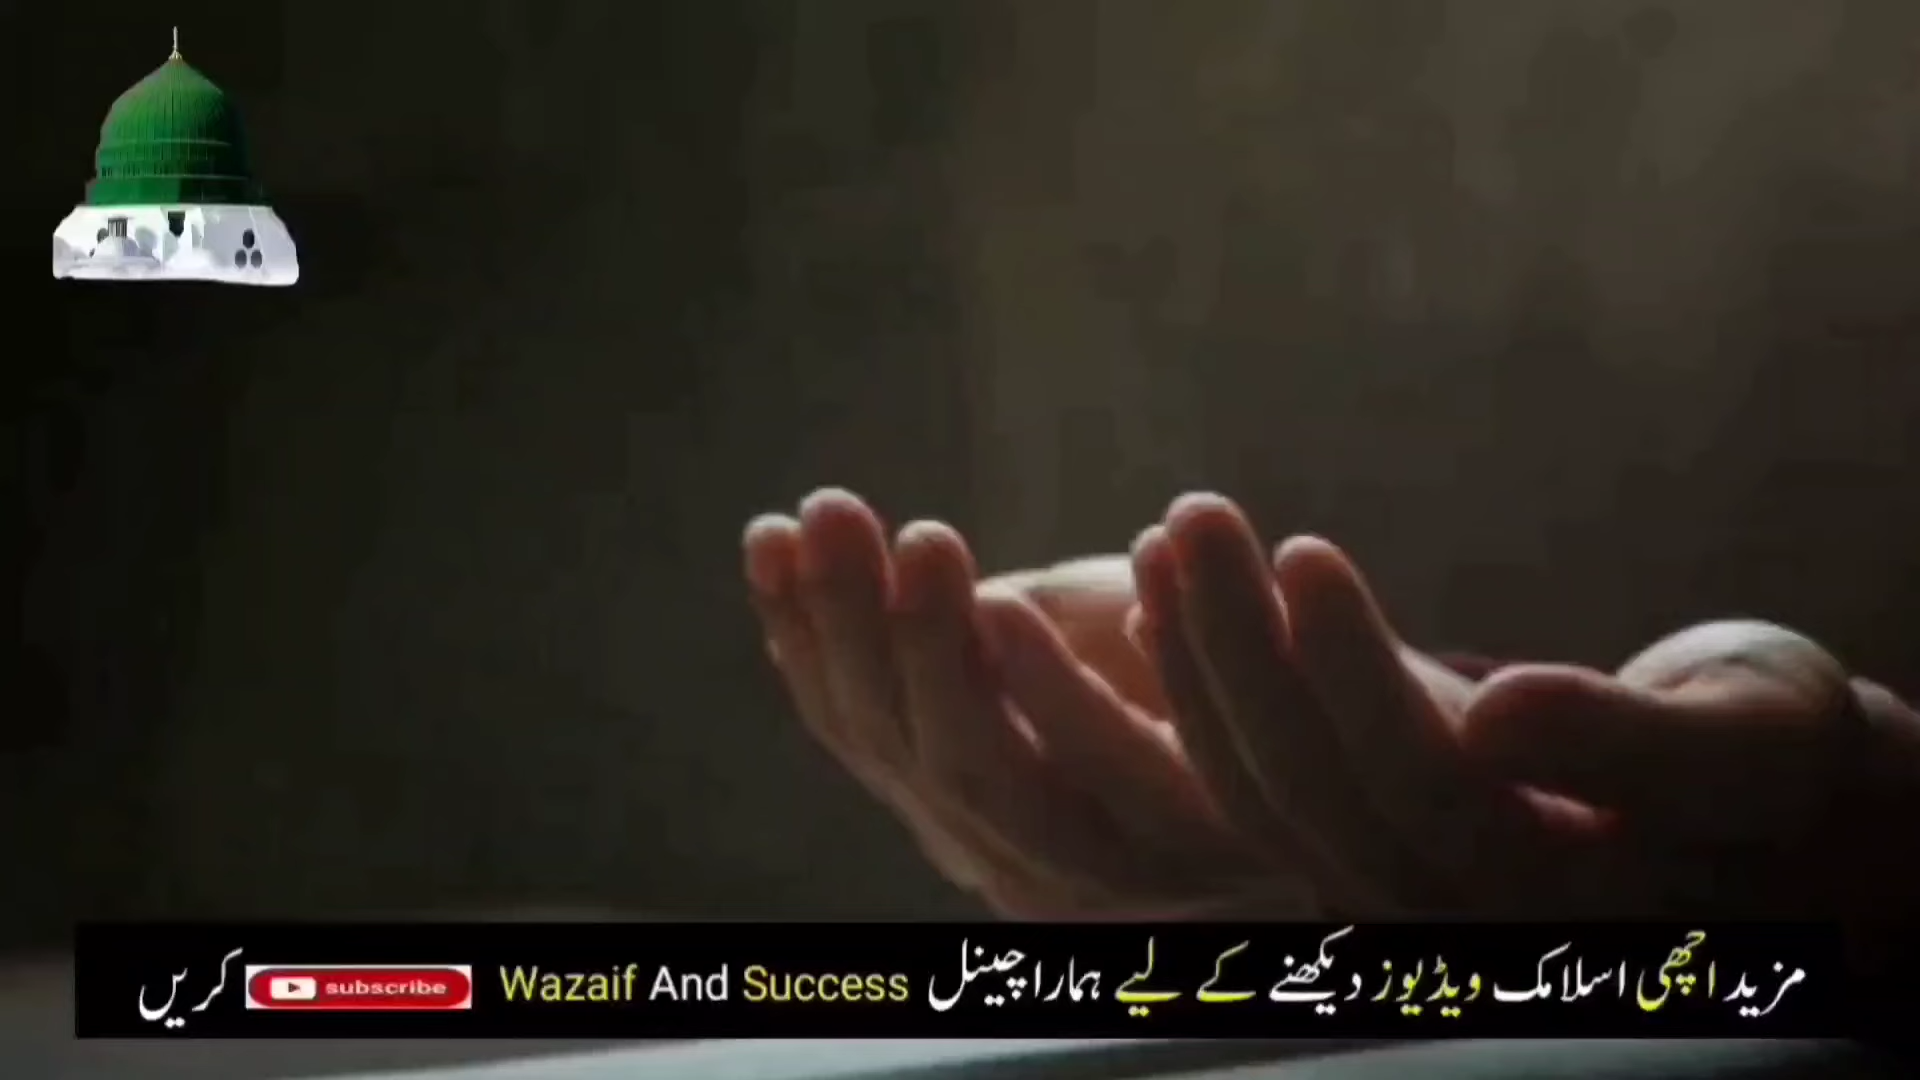 مزید اچھی اسلامک ویڈیوز دیکھنے کے لیے ہمارا چینل Wazaif And Success subscribe کریں